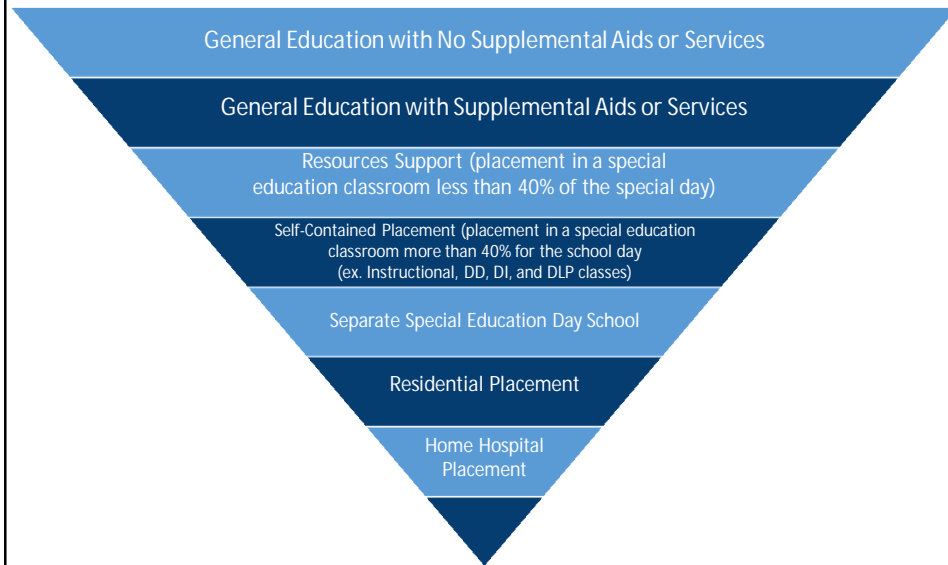 General Education with No Supplemental Aids or Services
General Education with Supplemental Aids or Services
Resources Support (placement in a special
education classroom less than 40% of the special day)
Self-Contained Placement (placement in a special education
classroom more than 40% for the school day
(ex. Instructional, DD, DI, and DLP classes)
Separate Special Education Day School
Residential Placement
Home Hospital
Placement